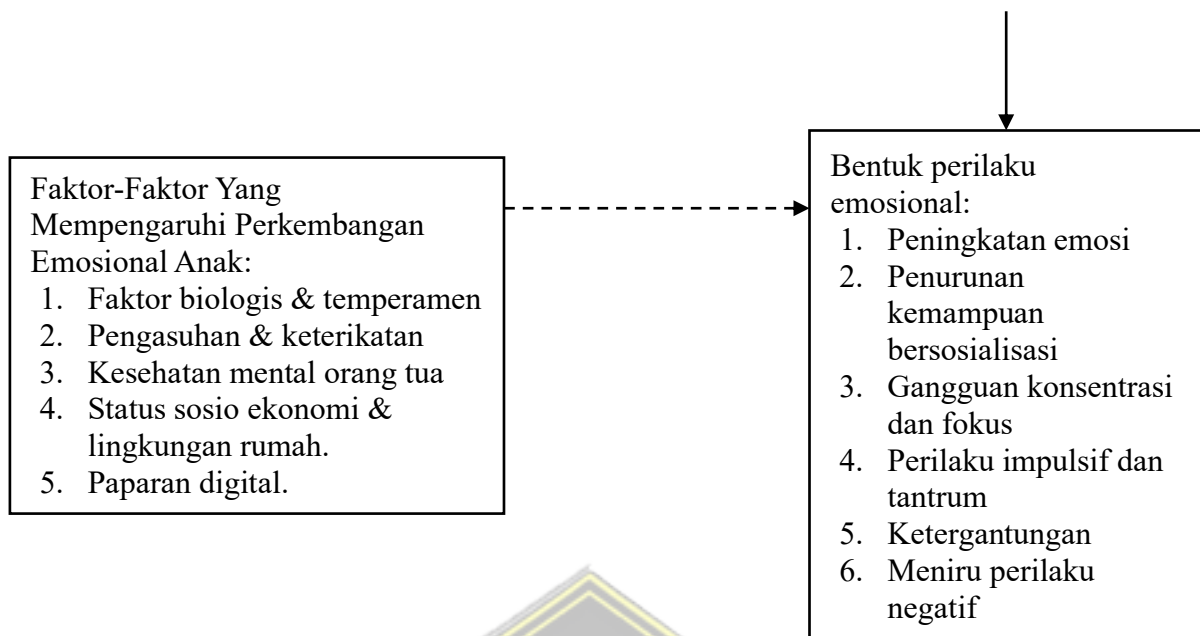 Faktor-Faktor Yang
Mempengaruhi Perkembangan
Emosional Anak:
1. Faktor biologis & temperamen
2. Pengasuhan & keterikatan
3. Kesehatan mental orang tua
4. Status sosio ekonomi &
lingkungan rumah.
5. Paparan digital.
Bentuk perilaku
emosional:
1. Peningkatan emosi
2. Penurunan
kemampuan
bersosialisasi
3. Gangguan konsentrasi
dan fokus
4. Perilaku impulsif dan
tantrum
5. Ketergantungan
6. Meniru perilaku
negatif